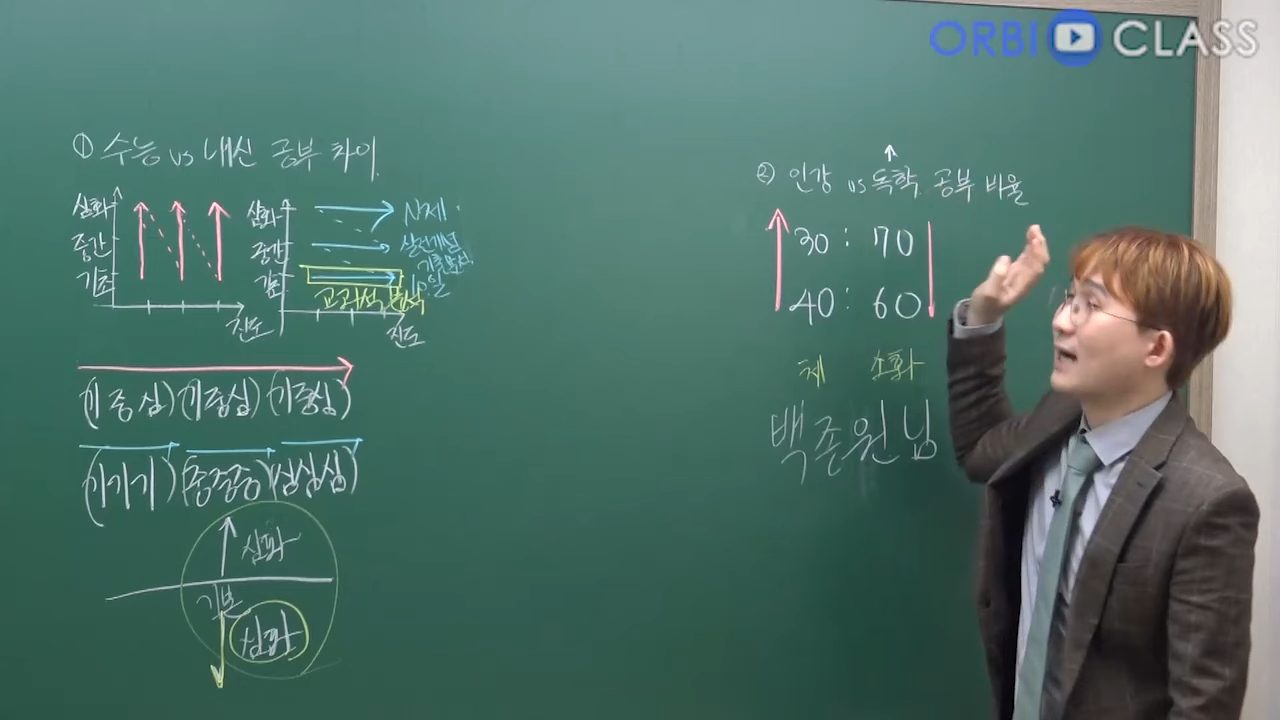 ORBI CLASS
① 수능 vs 내신 공부 차이.
심화
중간
기초
진도
심화
중간
기초
진도
N제
실전개념
기출분석
교과서 분석
(기중심)(기중심)(기중심)
(기기기)(중중중)(심심심)
심화
기본
심화
② 인강 vs 독학 공부 비율
30 : 70
40 : 60
체 소화
백종원님